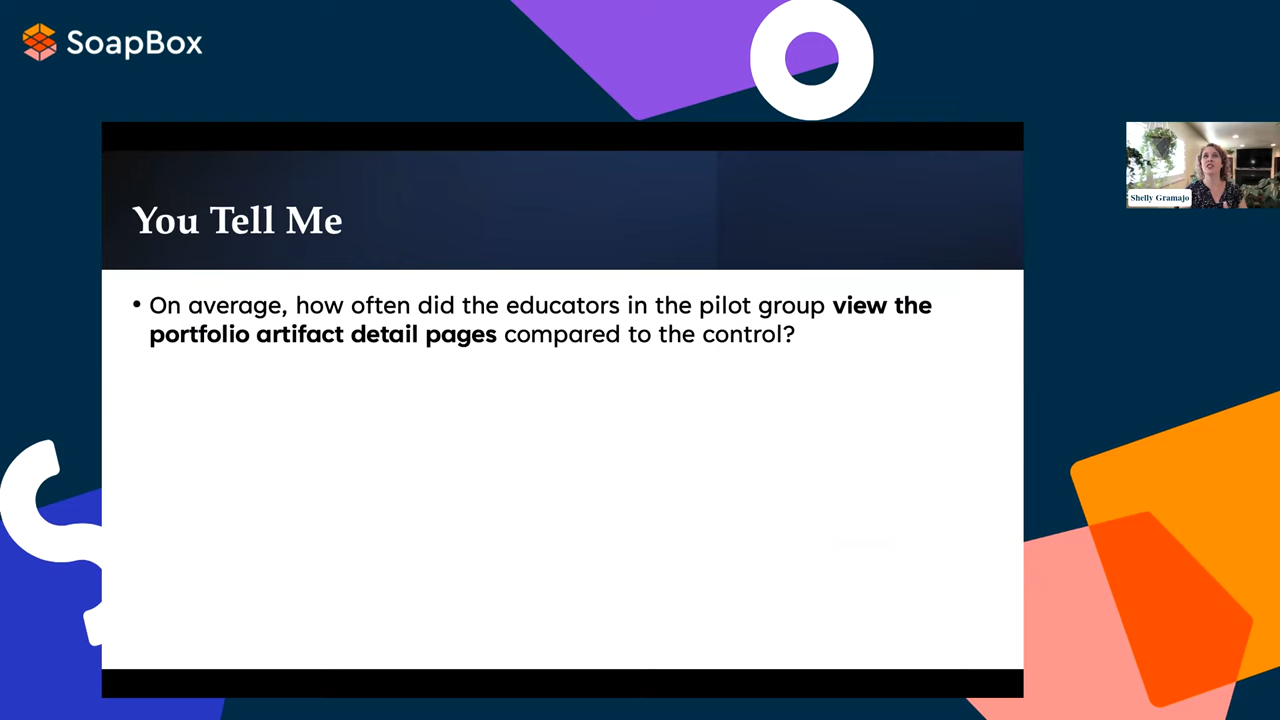 SoapBox
Shelly Gramajo
You Tell Me
• On average, how often did the educators in the pilot group view the
portfolio artifact detail pages compared to the control?